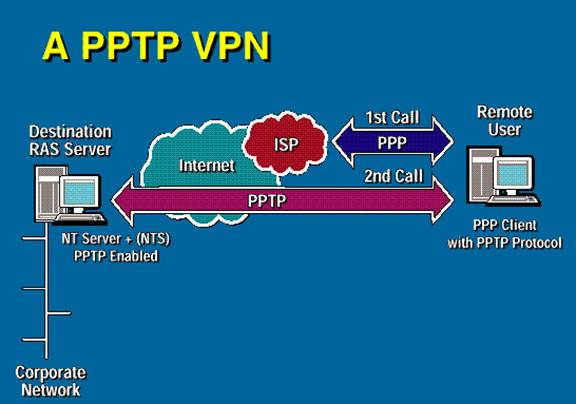 A PPTP VPN
Destination
RAS Server
Internet
ISP
1st Call
PPP
Remote
User
2nd Call
PPTP
NT Server + (NTS)
PPTP Enabled
PPP Client
with PPTP Protocol
Corporate
Network